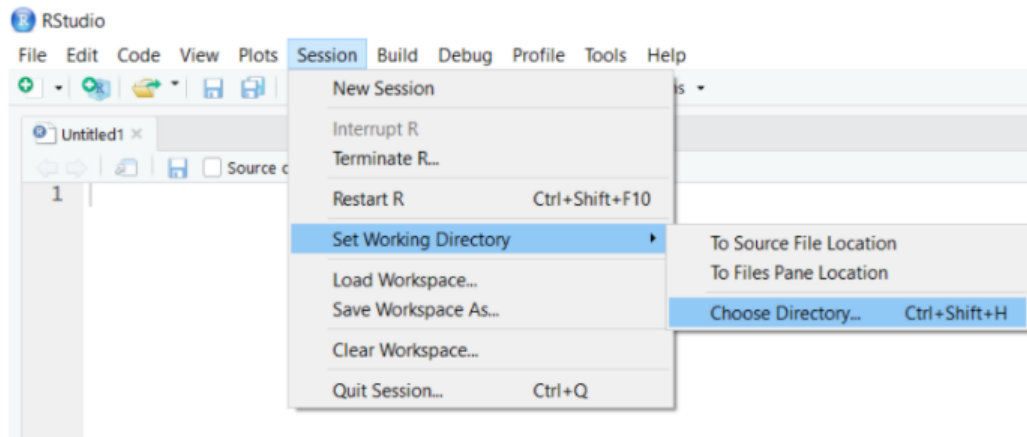 RStudio
File Edit Code View Plots Session Build Debug Profile Tools Help
New Session
Interrupt R
Untitled1
Terminate R...
Source
1
Restart R Ctrl+Shift+F10
Set Working Directory
To Source File Location
To Files Pane Location
Load Workspace...
Save Workspace As...
Choose Directory... Ctrl+Shift+H
Clear Workspace...
Quit Session... Ctrl+Q